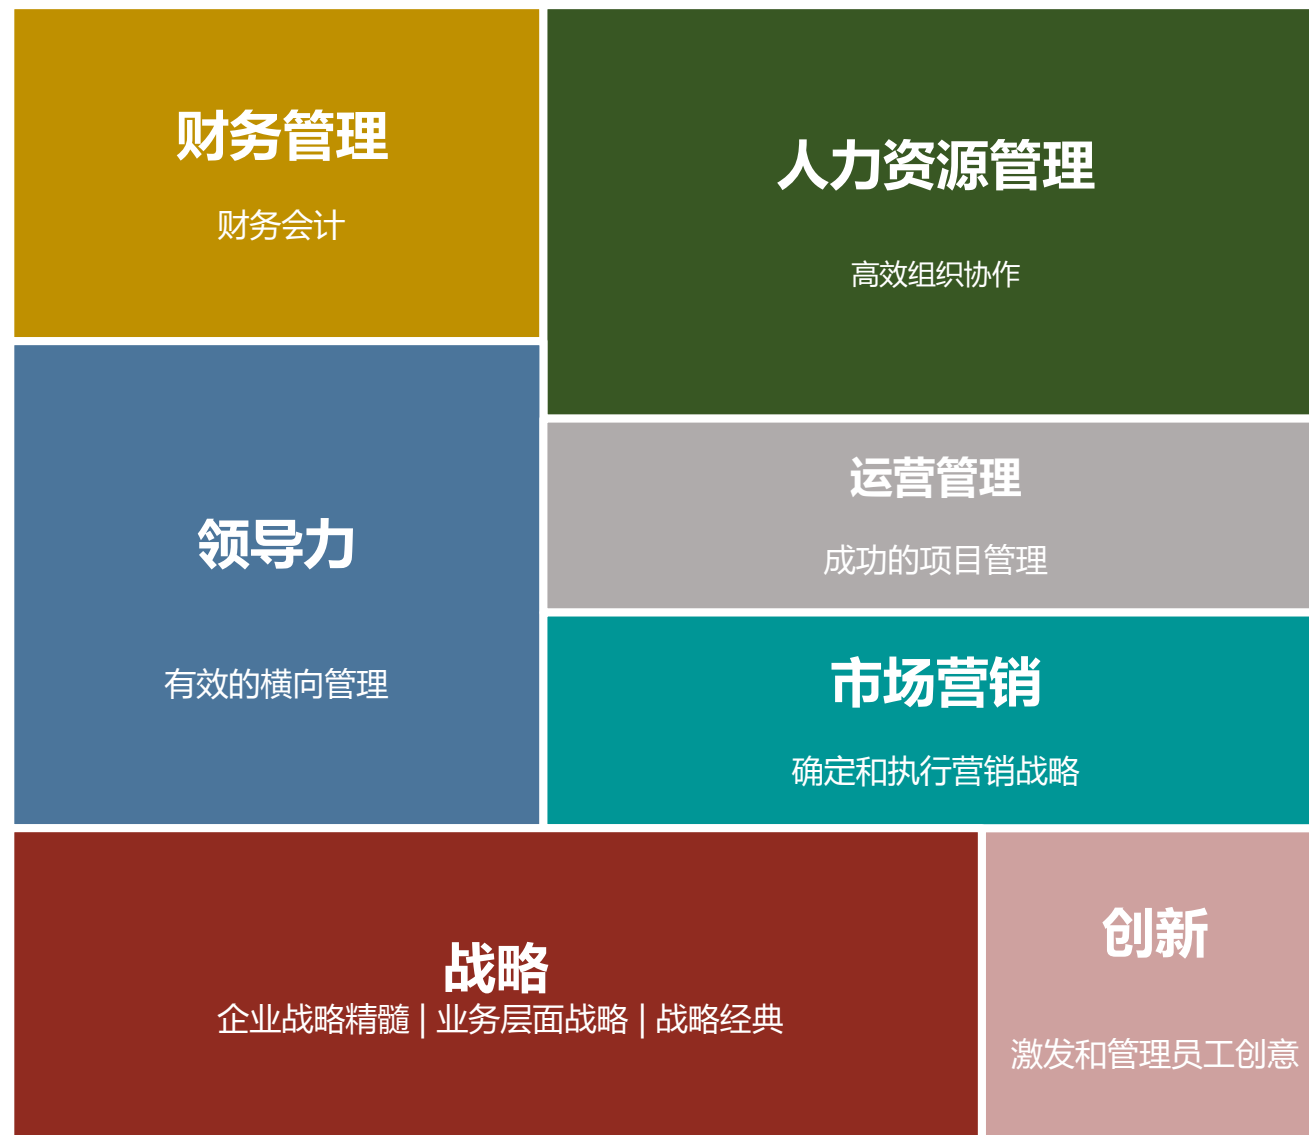 财务管理
财务会计
人力资源管理
高效组织协作
领导力
有效的横向管理
运营管理
成功的项目管理
市场营销
确定和执行营销战略
战略
企业战略精髓 | 业务层面战略 | 战略经典
创新
激发和管理员工创意